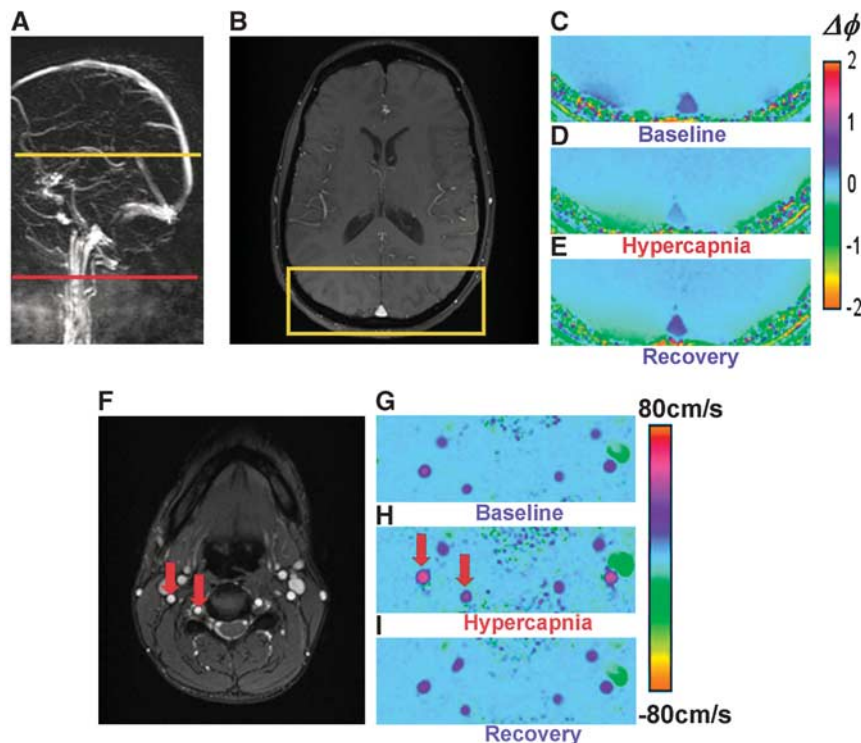 A
B
C
Δϕ
2
1
0
-1
-2
Baseline
D
Hypercapnia
E
Recovery
F
G
80cm/s
Baseline
H
Hypercapnia
I
Recovery
-80cm/s